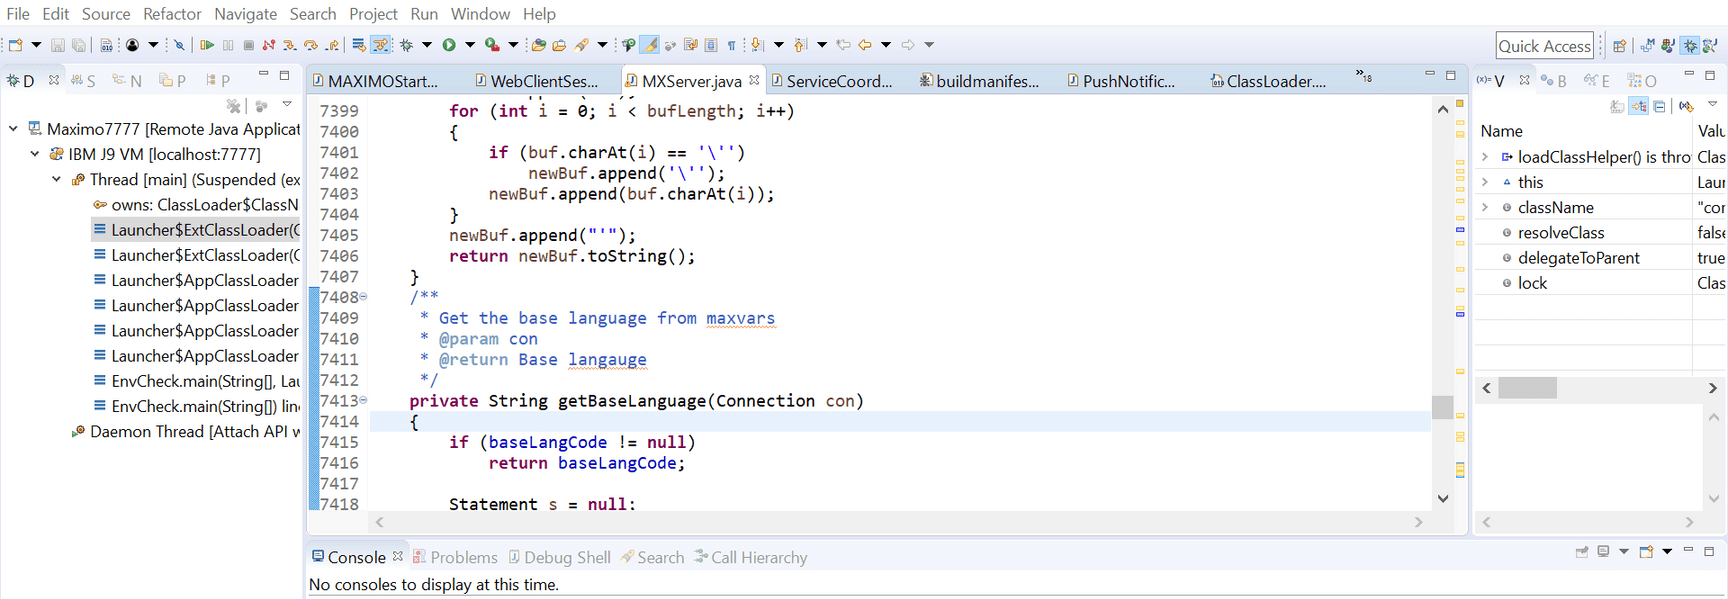 File Edit Source Refactor Navigate Search Project Run Window Help
Quick Access
D S N P P
MAXIMOStart... WebClientSes... MXServer.java ServiceCoord... buildmanifes... PushNotific... ClassLoader.... »18
(x)= V B E O
Maximo7777 [Remote Java Applicat
IBM J9 VM [localhost:7777]
Thread [main] (Suspended (ex
owns: ClassLoader$ClassN
Launcher$ExtClassLoader(C
Launcher$ExtClassLoader(C
Launcher$AppClassLoader
Launcher$AppClassLoader
Launcher$AppClassLoader
Launcher$AppClassLoader
EnvCheck.main(String[], Lau
EnvCheck.main(String[]) line
Daemon Thread [Attach API w
7399 for (int i = 0; i < bufLength; i++)
7400 {
7401 if (buf.charAt(i) == '\'')
7402 newBuf.append('\'');
7403 newBuf.append(buf.charAt(i));
7404 }
7405 newBuf.append("'");
7406 return newBuf.toString();
7407 }
7408 /**
7409 * Get the base language from maxvars
7410 * @param con
7411 * @return Base langauge
7412 */
7413 private String getBaseLanguage(Connection con)
7414 {
7415 if (baseLangCode != null)
7416 return baseLangCode;
7417
7418 Statement s = null;
Name Valu
loadClassHelper() is thro Clas
this Laun
className "cor
resolveClass false
delegateToParent true
lock Clas
Console Problems Debug Shell Search Call Hierarchy
No consoles to display at this time.